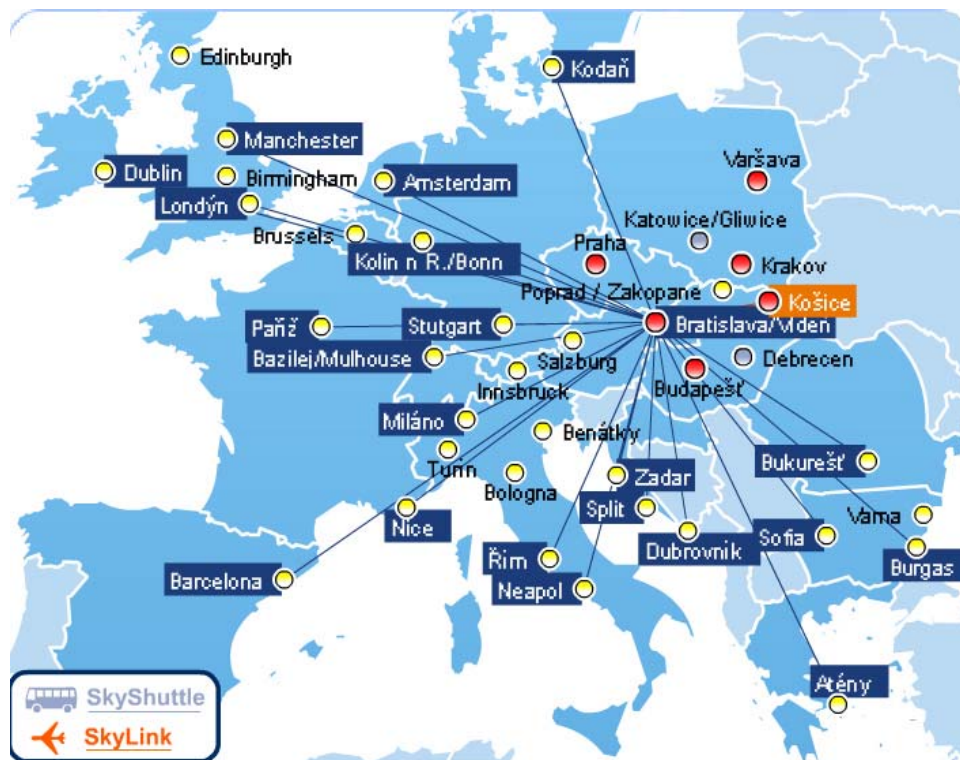 Edinburgh
Kodaň
Manchester
Varšava
Dublin
Birmingham
Amsterdam
Londýn
Katowice/Gliwice
Brussels
Praha
Kolin n R./Bonn
Krakov
Poprad / Zakopane
Košice
Paříž
Stutgart
Bratislava/Viden
Bazilej/Mulhouse
Salzburg
Debrecen
Innsbruck
Budapešť
Miláno
Benátky
Turin
Bologna
Zadar
Bukurešť
Nice
Split
Varna
Dubrovnik
Sofia
Řim
Burgas
Barcelona
Neapol
Atény
SkyShuttle
SkyLink